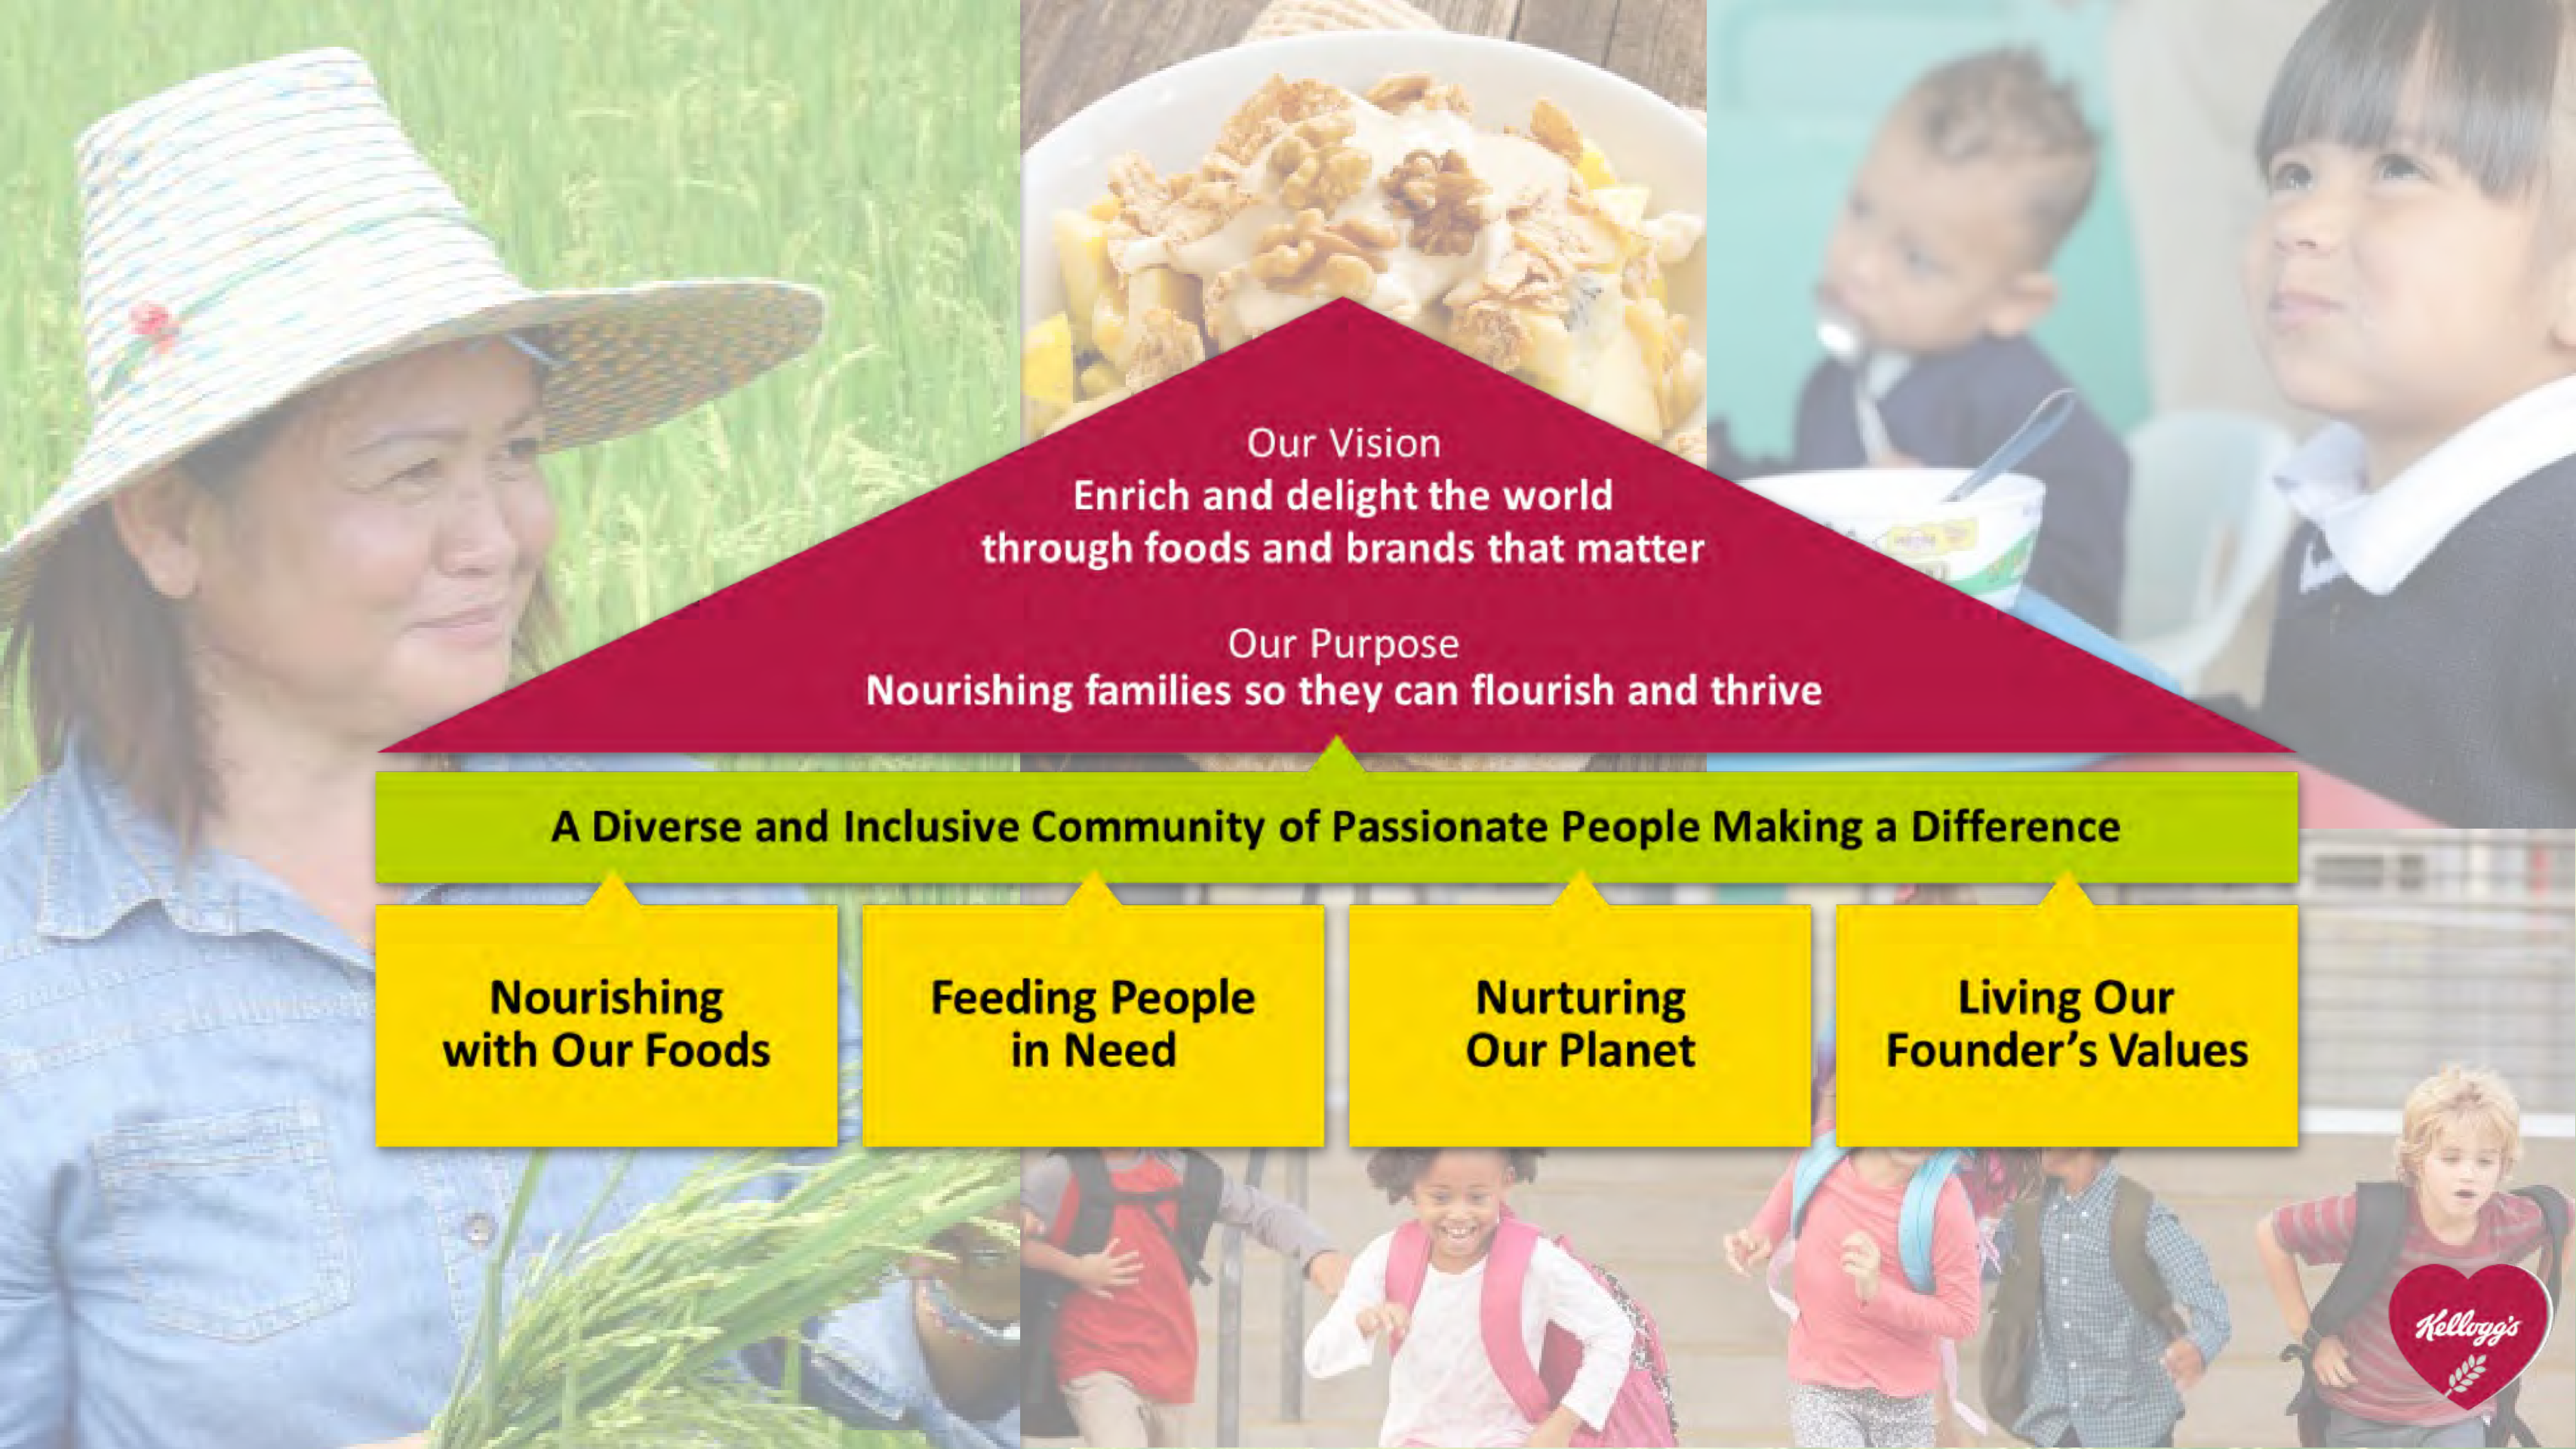 Our Vision
Enrich and delight the world
through foods and brands that matter
Our Purpose
Nourishing families so they can flourish and thrive
A Diverse and Inclusive Community of Passionate People Making a Difference
Nourishing
with Our Foods
Feeding People
in Need
Nurturing
Our Planet
Living Our
Founder’s Values
Kellogg's